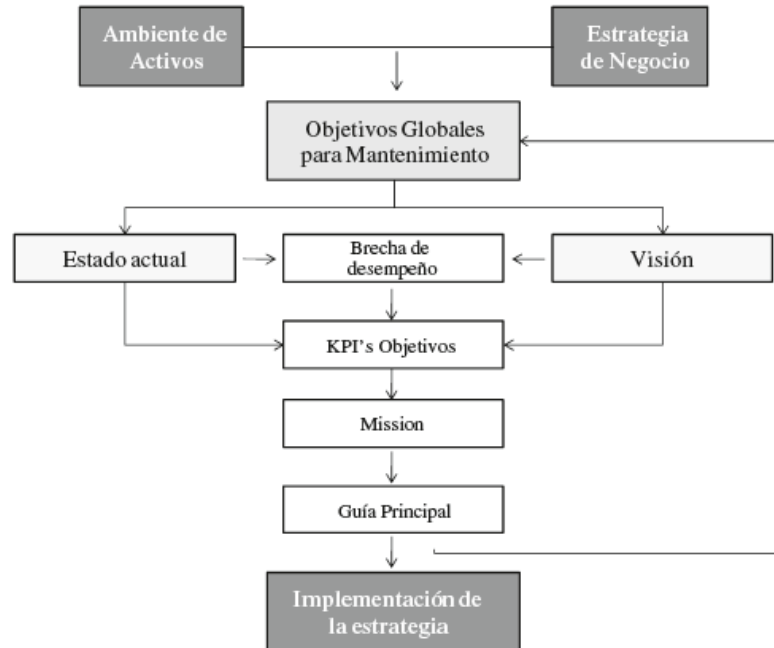 Ambiente de
Activos
Estrategia
de Negocio
Objetivos Globales
para Mantenimiento
Estado actual
Brecha de
desempeño
Visión
KPI's Objetivos
Mission
Guía Principal
Implementación de
la estrategia